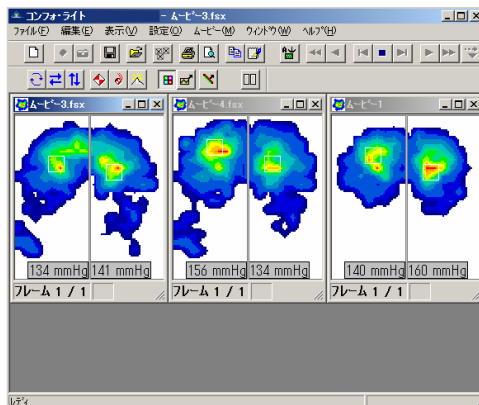 コンフォ・ライト - ムービー3.fsx
ファイル(F) 編集(E) 表示(V) 設定(O) ムービー(M) ウィンドウ(W) ヘルプ(H)
ムービー3.fsx
ムービー4.fsx
ムービー1
134 mmHg 141 mmHg
156 mmHg 134 mmHg
140 mmHg 160 mmHg
フレーム 1 / 1
フレーム 1 / 1
フレーム 1 / 1
レディ